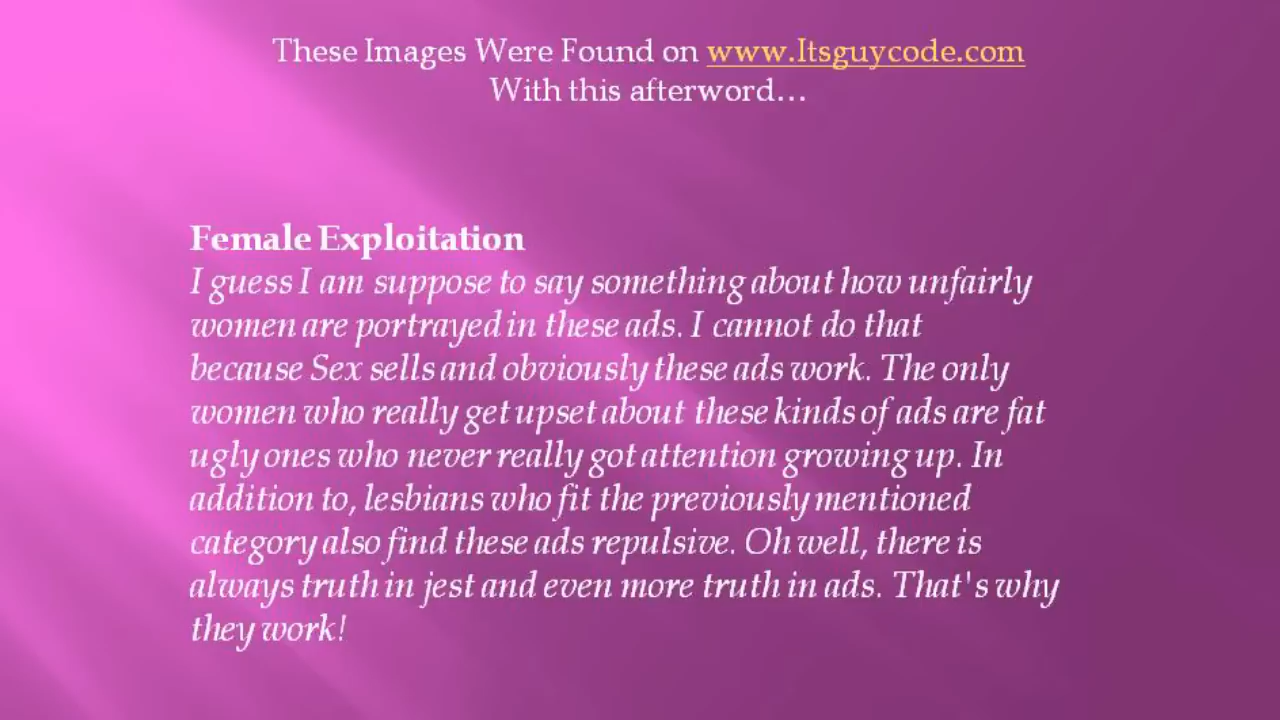 These Images Were Found on www.Itsguycode.com
With this afterword…
Female Exploitation
I guess I am suppose to say something about how unfairly
women are portrayed in these ads. I cannot do that
because Sex sells and obviously these ads work. The only
women who really get upset about these kinds of ads are fat
ugly ones who never really got attention growing up. In
addition to, lesbians who fit the previously mentioned
category also find these ads repulsive. Oh well, there is
always truth in jest and even more truth in ads. That's why
they work!